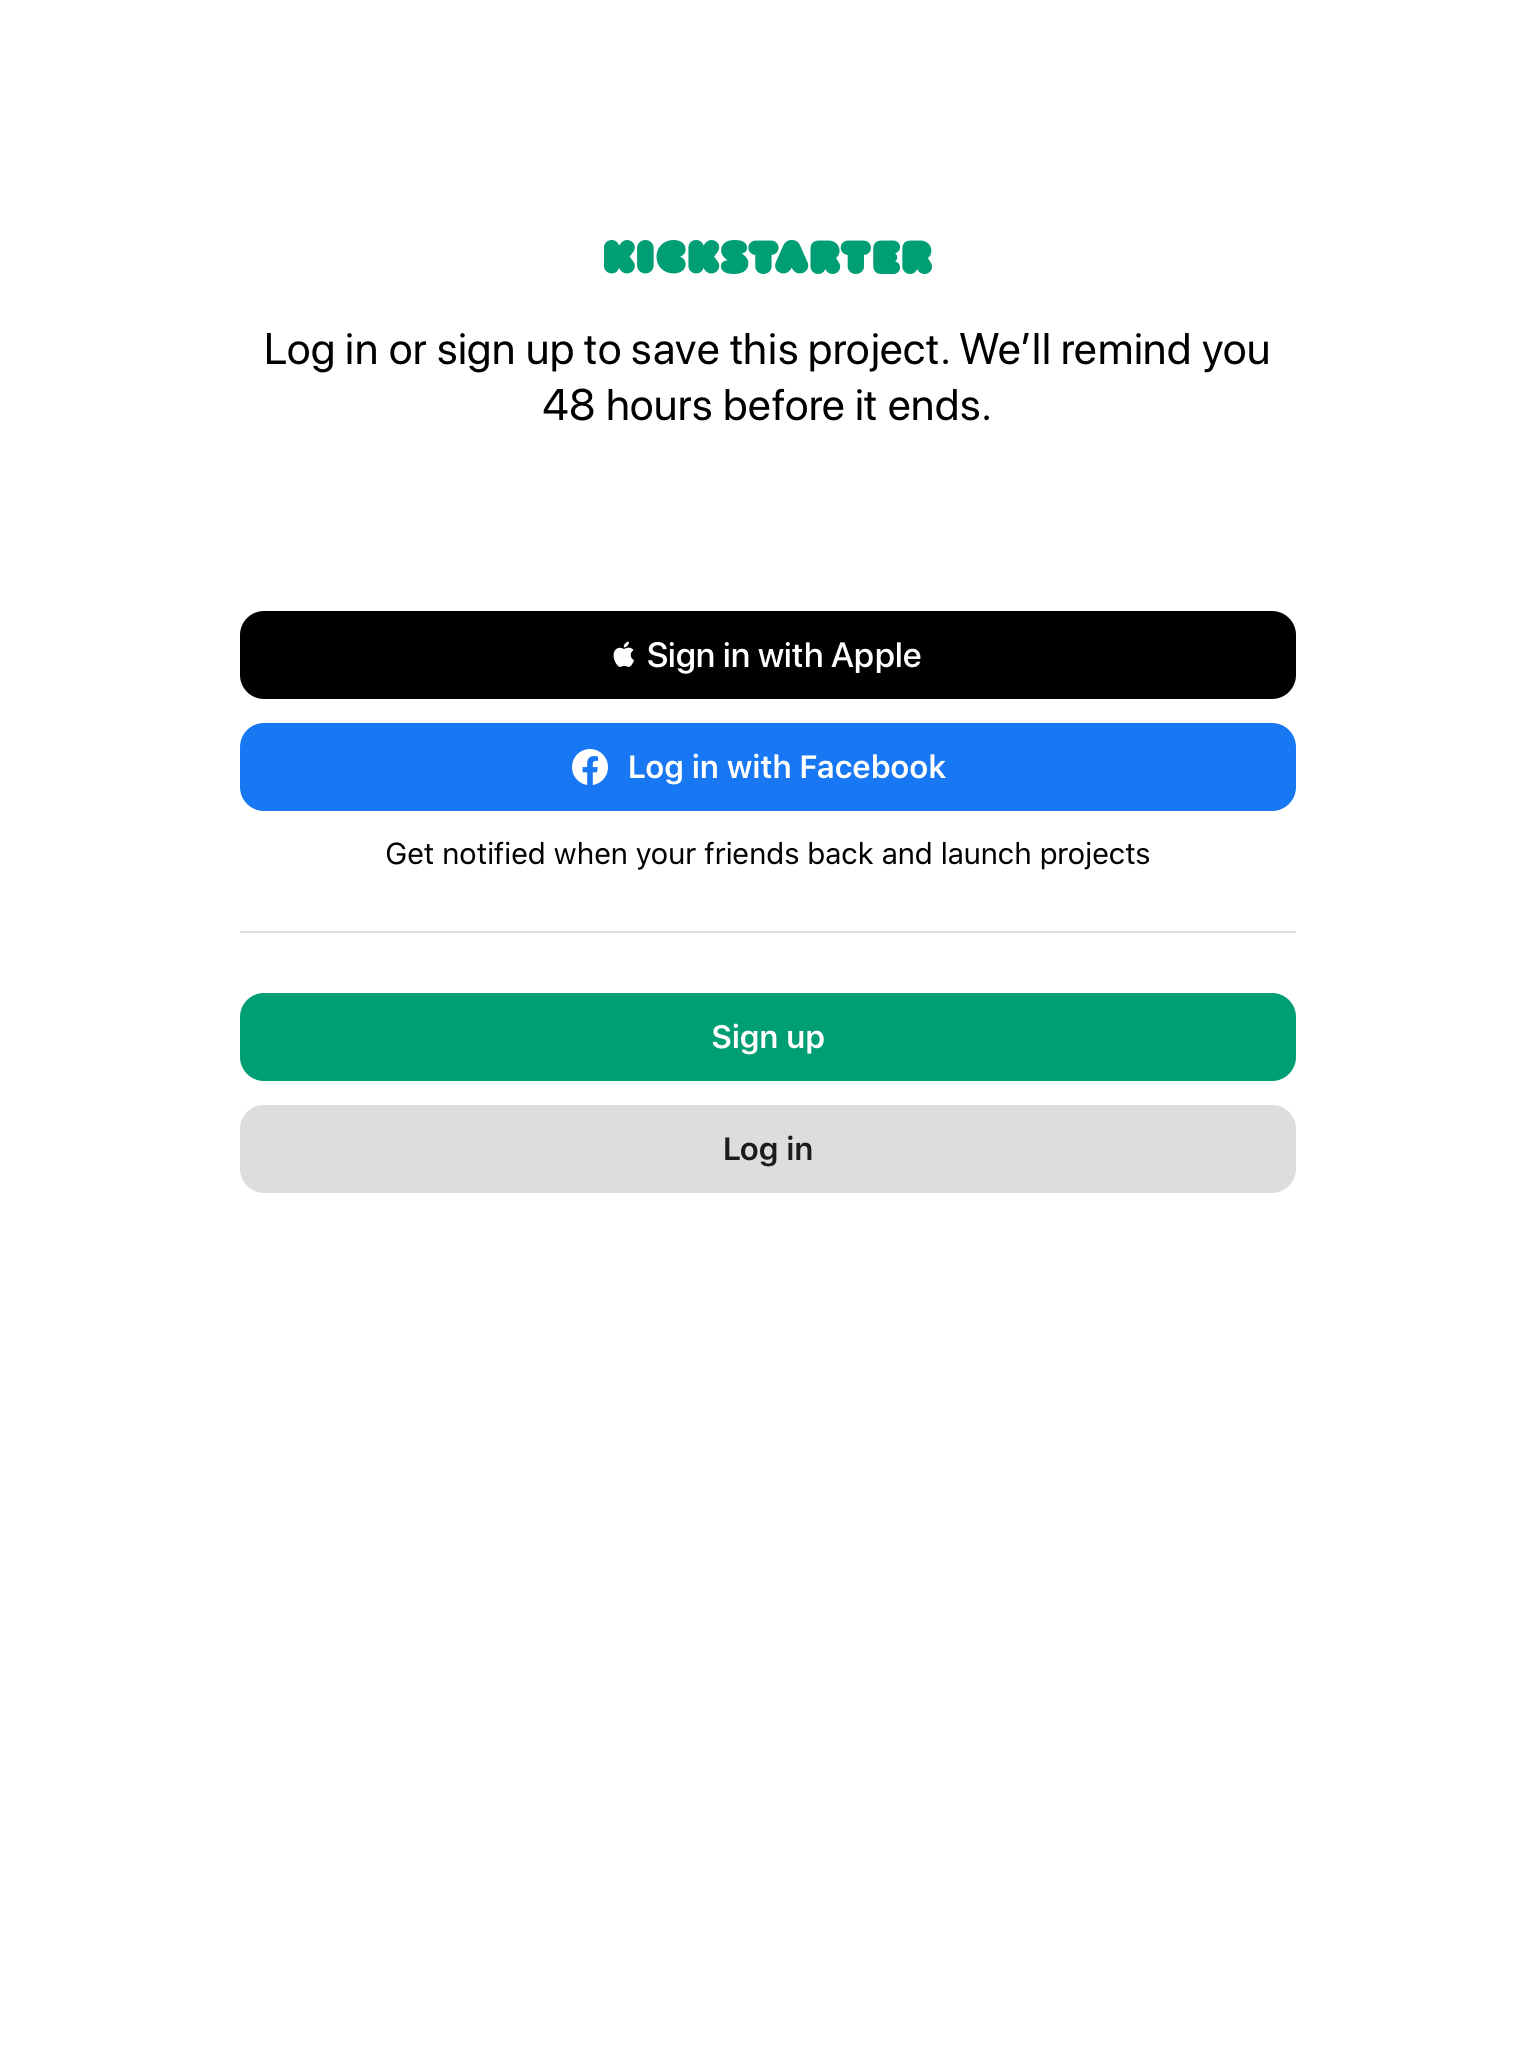 KICKSTARTER
Log in or sign up to save this project. We’ll remind you
48 hours before it ends.
Sign in with Apple
Log in with Facebook
Get notified when your friends back and launch projects
Sign up
Log in